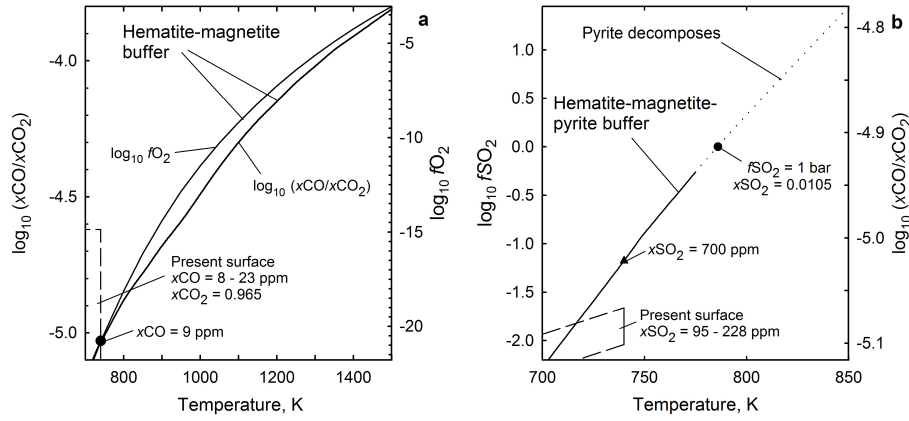 a
Hematite-magnetite
buffer
log10 fO2
log10 (xCO/xCO2)
Present surface
xCO = 8 - 23 ppm
xCO2 = 0.965
xCO = 9 ppm
-4.0
-4.5
-5.0
log10 (xCO/xCO2)
-5
-10
-15
-20
log10 fO2
800
1000
1200
1400
Temperature, K
b
Pyrite decomposes
Hematite-magnetite-
pyrite buffer
fSO2 = 1 bar
xSO2 = 0.0105
xSO2 = 700 ppm
Present surface
xSO2 = 95 - 228 ppm
1.0
0.5
0.0
-0.5
-1.0
-1.5
-2.0
log10 fSO2
-4.8
-4.9
-5.0
-5.1
log10 (xCO/xCO2)
700
750
800
850
Temperature, K